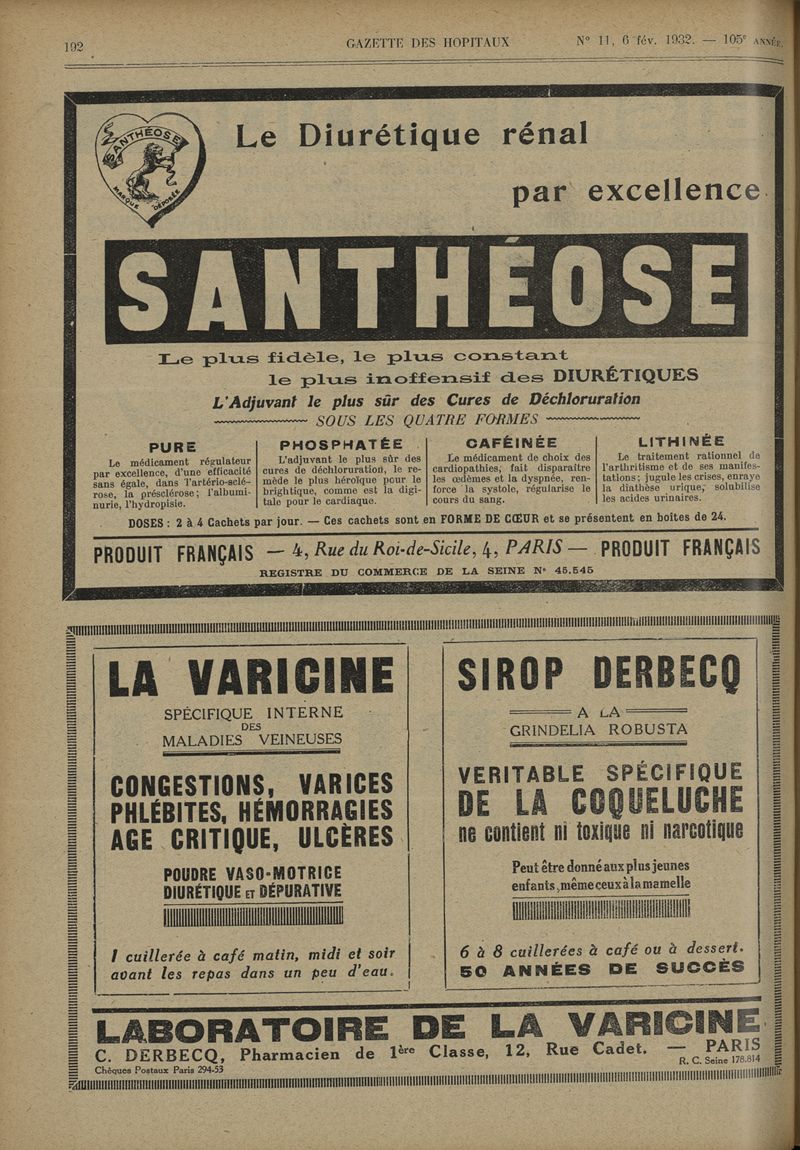 192
GAZETTE DES HOPITAUX
N° 11, 6 fév. 1932. — 105e ANNÉE.
SANTHÉOSE
MARQUE DÉPOSÉE
Le Diurétique rénal
par excellence
SANTHÉOSE
Le plus fidèle, le plus constant
le plus inoffensif des DIURÉTIQUES
L'Adjuvant le plus sûr des Cures de Déchloruration
SOUS LES QUATRE FORMES
PURE
Le médicament régulateur
par excellence, d'une efficacité
sans égale, dans l'artério-sclé-
rose, la présclérose; l'albumi-
nurie, l'hydropisie.
PHOSPHATÉE
L'adjuvant le plus sûr des
cures de déchloruration, le re-
mède le plus héroïque pour le
brightique, comme est la digi-
tale pour le cardiaque.
CAFÉINÉE
Le médicament de choix des
cardiopathies, fait disparaître
les œdèmes et la dyspnée, ren-
force la systole, régularise le
cours du sang.
LITHINÉE
Le traitement rationnel de
l'arthritisme et de ses manifes-
tations; jugule les crises, enraye
la diathèse urique, solubilise
les acides urinaires.
DOSES : 2 à 4 Cachets par jour. — Ces cachets sont en FORME DE CŒUR et se présentent en boîtes de 24.
PRODUIT FRANÇAIS — 4, Rue du Roi-de-Sicile, 4, PARIS — PRODUIT FRANÇAIS
REGISTRE DU COMMERCE DE LA SEINE N° 45.545
LA VARICINE
SPÉCIFIQUE INTERNE
DES
MALADIES VEINEUSES
CONGESTIONS, VARICES
PHLÉBITES, HÉMORRAGIES
AGE CRITIQUE, ULCÈRES
POUDRE VASO-MOTRICE
DIURÉTIQUE ET DÉPURATIVE
1 cuillerée à café matin, midi et soir
avant les repas dans un peu d'eau.
SIROP DERBECQ
A LA
GRINDELIA ROBUSTA
VERITABLE SPÉCIFIQUE
DE LA COQUELUCHE
ne contient ni toxique ni narcotique
Peut être donné aux plus jeunes
enfants, même ceux à la mamelle
6 à 8 cuillerées à café ou à dessert.
50 ANNÉES DE SUCCÈS
LABORATOIRE DE LA VARICINE
C. DERBECQ, Pharmacien de 1ère Classe, 12, Rue Cadet. — PARIS
Chèques Postaux Paris 294-53
R. C. Seine 178.814